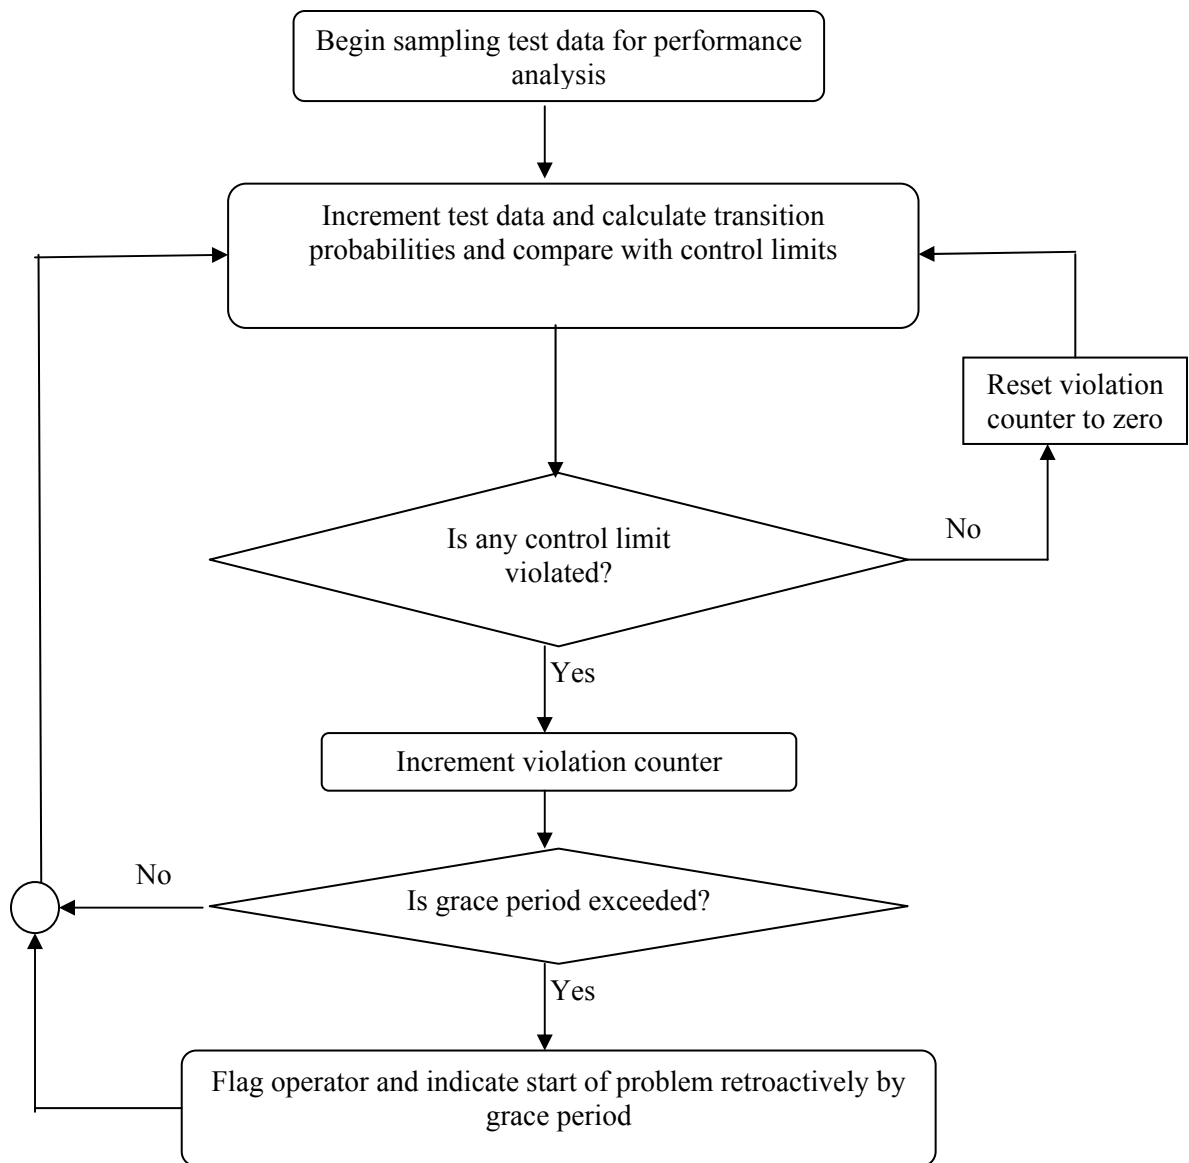 Begin sampling test data for performance
analysis
Increment test data and calculate transition
probabilities and compare with control limits
Reset violation
counter to zero
Is any control limit
violated?
No
Yes
Increment violation counter
No
Is grace period exceeded?
Yes
Flag operator and indicate start of problem retroactively by
grace period